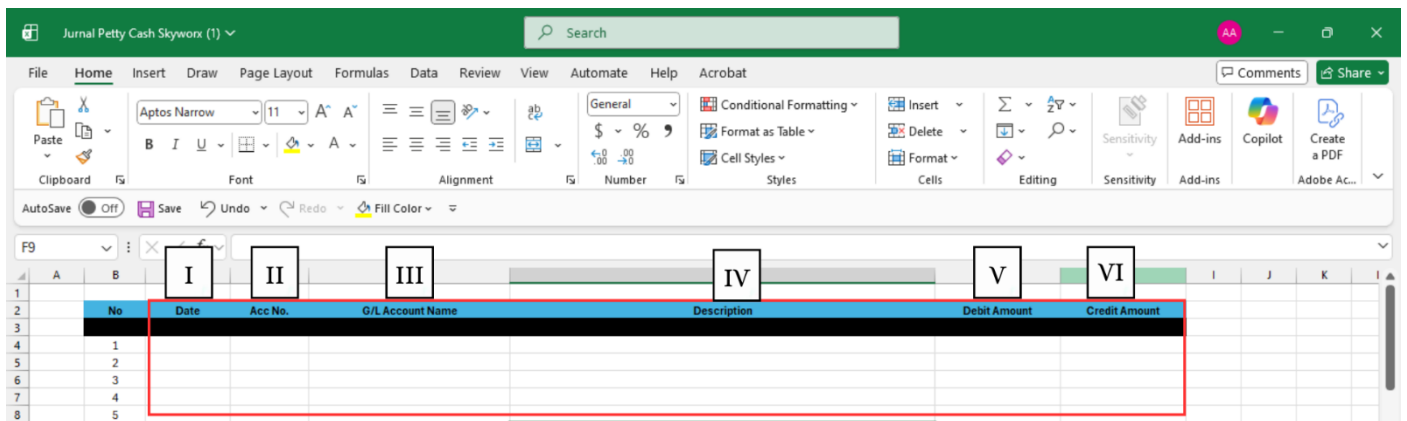 Jurnal Petty Cash Skyworx (1)
Search
AA
File Home Insert Draw Page Layout Formulas Data Review View Automate Help Acrobat
Comments
Share
Paste
Clipboard
Aptos Narrow
11
A A
B I U
A
Font
ab
Alignment
General
$ % 9
.00
Number
Conditional Formatting
Format as Table
Cell Styles
Styles
Insert
Delete
Format
Cells
Editing
Sensitivity
Sensitivity
Add-ins
Add-ins
Copilot
Create
a PDF
Adobe Ac...
AutoSave Off Save Undo Redo Fill Color
F9
I II III IV V VI
A B I J K
1
2 No Date Acc No. G/L Account Name Description Debit Amount Credit Amount
3
4 1
5 2
6 3
7 4
8 5